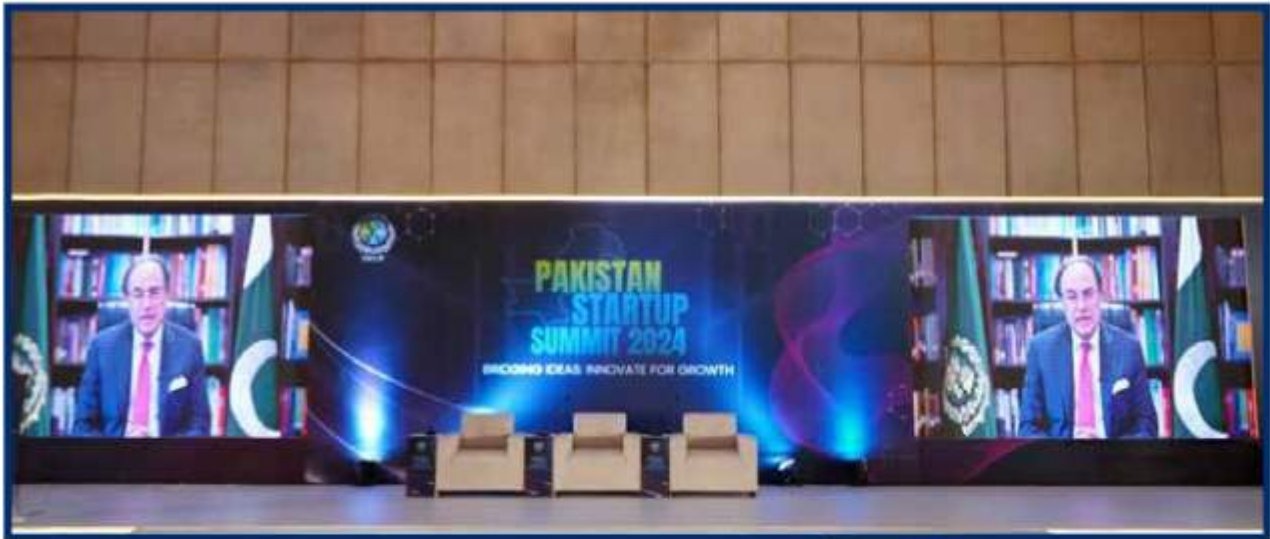 PAKISTAN
STARTUP
SUMMIT 2024
BRIDGING IDEAS: INNOVATE FOR GROWTH